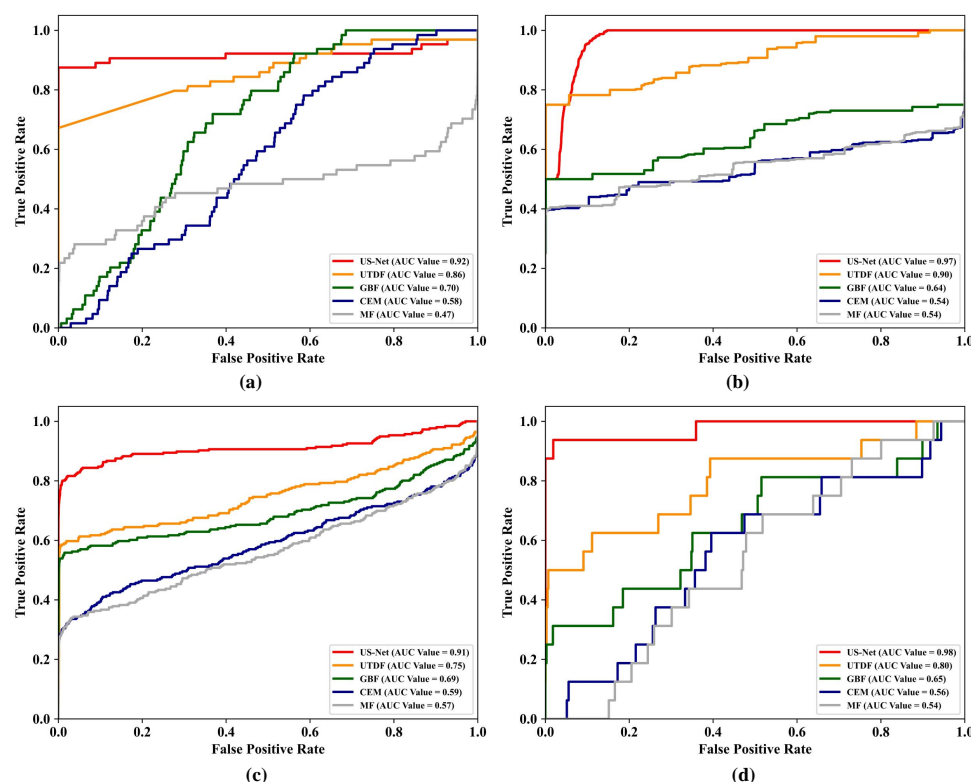 1.0
0.8
0.6
0.4
0.2
0.0
True Positive Rate
US-Net (AUC Value = 0.92)
UTDF (AUC Value = 0.86)
GBF (AUC Value = 0.70)
CEM (AUC Value = 0.58)
MF (AUC Value = 0.47)
0.0 0.2 0.4 0.6 0.8 1.0
False Positive Rate
(a)
1.0
0.8
0.6
0.4
0.2
0.0
True Positive Rate
US-Net (AUC Value = 0.97)
UTDF (AUC Value = 0.90)
GBF (AUC Value = 0.64)
CEM (AUC Value = 0.54)
MF (AUC Value = 0.54)
0.0 0.2 0.4 0.6 0.8 1.0
False Positive Rate
(b)
1.0
0.8
0.6
0.4
0.2
0.0
True Positive Rate
US-Net (AUC Value = 0.91)
UTDF (AUC Value = 0.75)
GBF (AUC Value = 0.69)
CEM (AUC Value = 0.59)
MF (AUC Value = 0.57)
0.0 0.2 0.4 0.6 0.8 1.0
False Positive Rate
(c)
1.0
0.8
0.6
0.4
0.2
0.0
True Positive Rate
US-Net (AUC Value = 0.98)
UTDF (AUC Value = 0.80)
GBF (AUC Value = 0.65)
CEM (AUC Value = 0.56)
MF (AUC Value = 0.54)
0.0 0.2 0.4 0.6 0.8 1.0
False Positive Rate
(d)